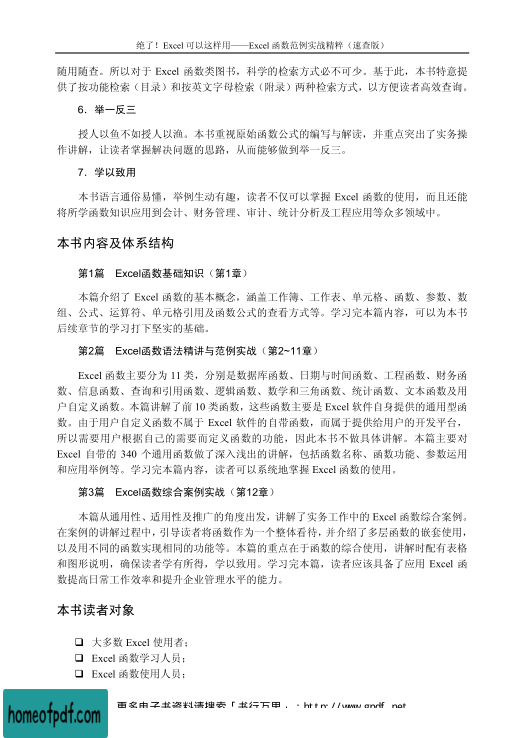 绝了！Excel 可以这样用——Excel 函数范例实战精粹（速查版）
随用随查。所以对于 Excel 函数类图书，科学的检索方式必不可少。基于此，本书特意提
供了按功能检索（目录）和按英文字母检索（附录）两种检索方式，以方便读者高效查询。
6．举一反三
授人以鱼不如授人以渔。本书重视原始函数公式的编写与解读，并重点突出了实务操
作讲解，让读者掌握解决问题的思路，从而能够做到举一反三。
7．学以致用
本书语言通俗易懂，举例生动有趣，读者不仅可以掌握 Excel 函数的使用，而且还能
将所学函数知识应用到会计、财务管理、审计、统计分析及工程应用等众多领域中。
本书内容及体系结构
第1篇 Excel函数基础知识（第1章）
本篇介绍了 Excel 函数的基本概念，涵盖工作簿、工作表、单元格、函数、参数、数
组、公式、运算符、单元格引用及函数公式的查看方式等。学习完本篇内容，可以为本书
后续章节的学习打下坚实的基础。
第2篇 Excel函数语法精讲与范例实战（第2~11章）
Excel 函数主要分为 11 类，分别是数据库函数、日期与时间函数、工程函数、财务函
数、信息函数、查询和引用函数、逻辑函数、数学和三角函数、统计函数、文本函数及用
户自定义函数。本篇讲解了前 10 类函数，这些函数主要是 Excel 软件自身提供的通用型函
数。由于用户自定义函数不属于 Excel 软件的自带函数，而属于提供给用户的开发平台，
所以需要用户根据自己的需要而定义函数的功能，因此本书不做具体讲解。本篇主要对
Excel 自带的 340 个通用函数做了深入浅出的讲解，包括函数名称、函数功能、参数运用
和应用举例等。学习完本篇内容，读者可以系统地掌握 Excel 函数的使用。
第3篇 Excel函数综合案例实战（第12章）
本篇从通用性、适用性及推广的角度出发，讲解了实务工作中的 Excel 函数综合案例。
在案例的讲解过程中，引导读者将函数作为一个整体看待，并介绍了多层函数的嵌套使用，
以及用不同的函数实现相同的功能等。本篇的重点在于函数的综合使用，讲解时配有表格
和图形说明，确保读者学有所得，学以致用。学习完本篇，读者应该具备了应用 Excel 函
数提高日常工作效率和提升企业管理水平的能力。
本书读者对象
❑ 大多数 Excel 使用者；
❑ Excel 函数学习人员；
❑ Excel 函数使用人员；
更多电子书资料请搜索「书行万里」：http://www.gpdf.net
homeofpdf.com